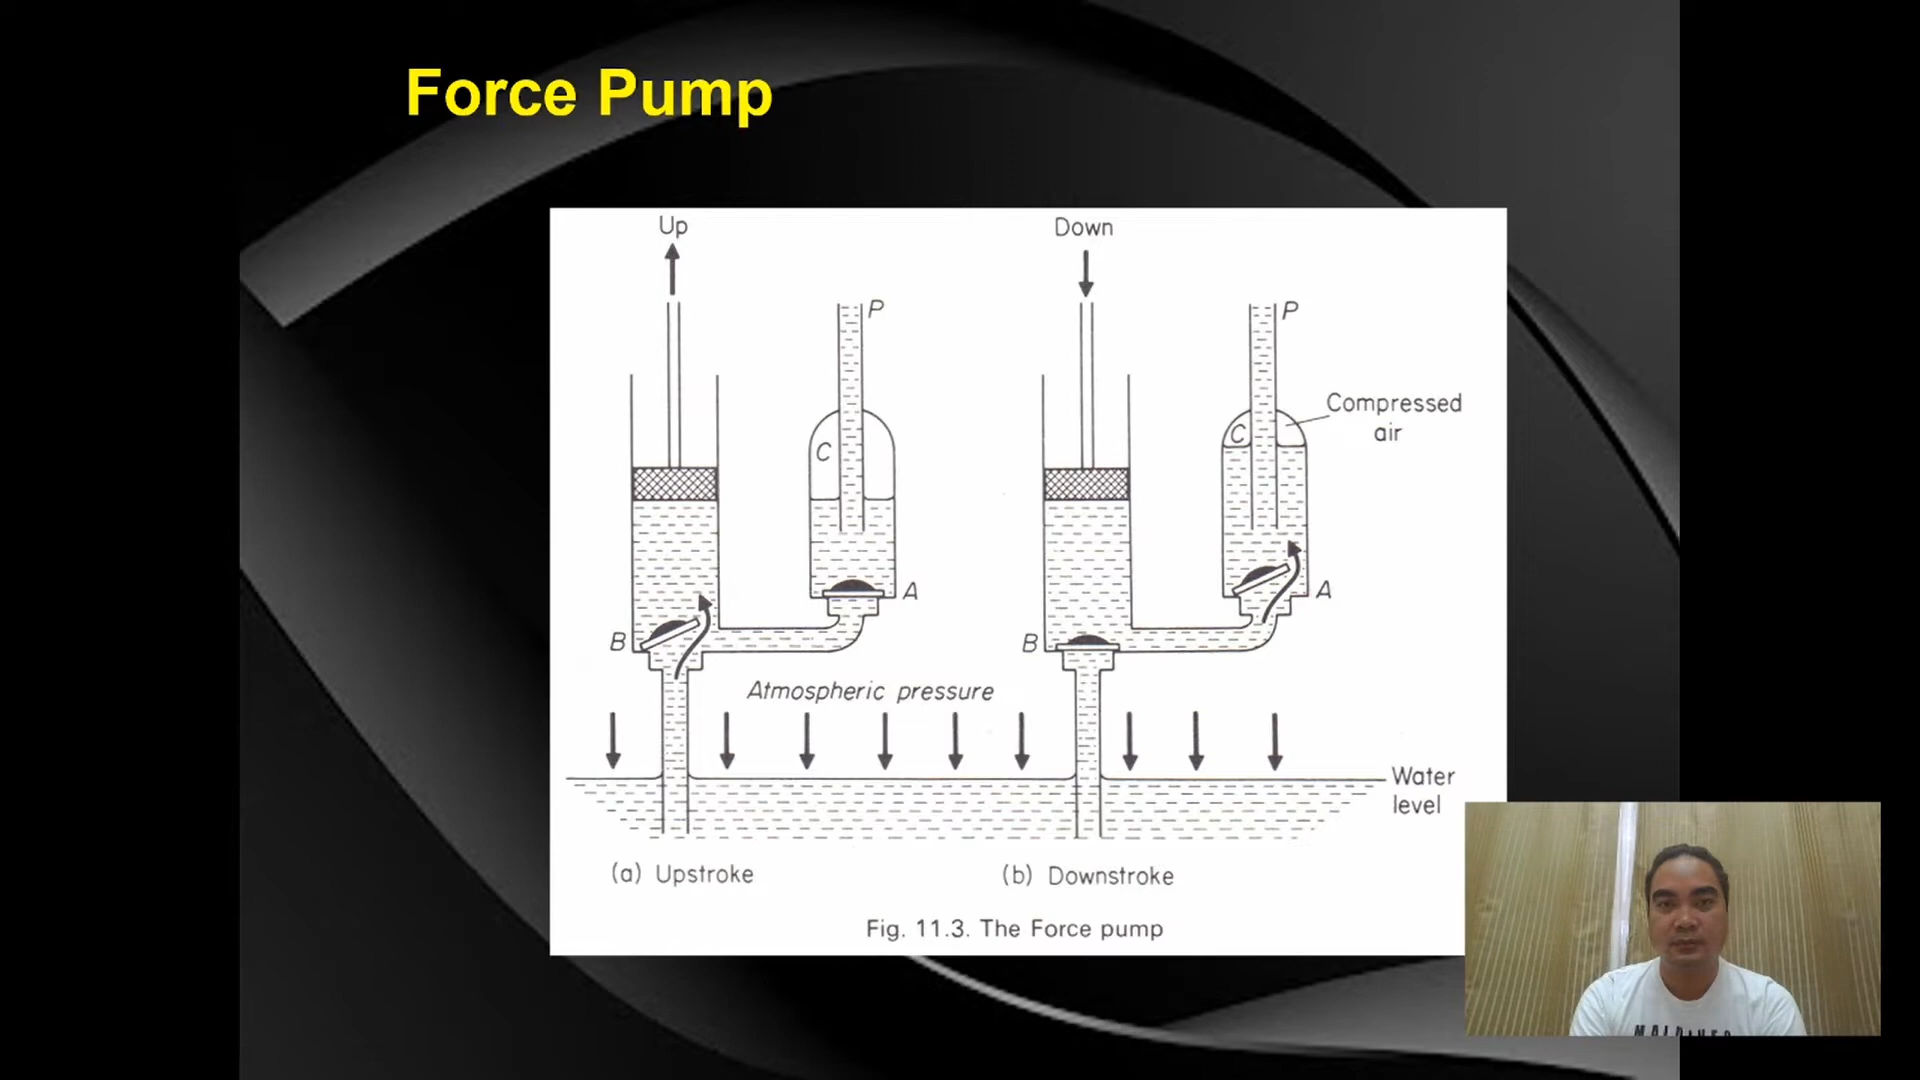 Force Pump
Up
Down
P
P
Compressed
air
C
C
A
A
B
B
Atmospheric pressure
Water
level
(a) Upstroke
(b) Downstroke
Fig. 11.3. The Force pump